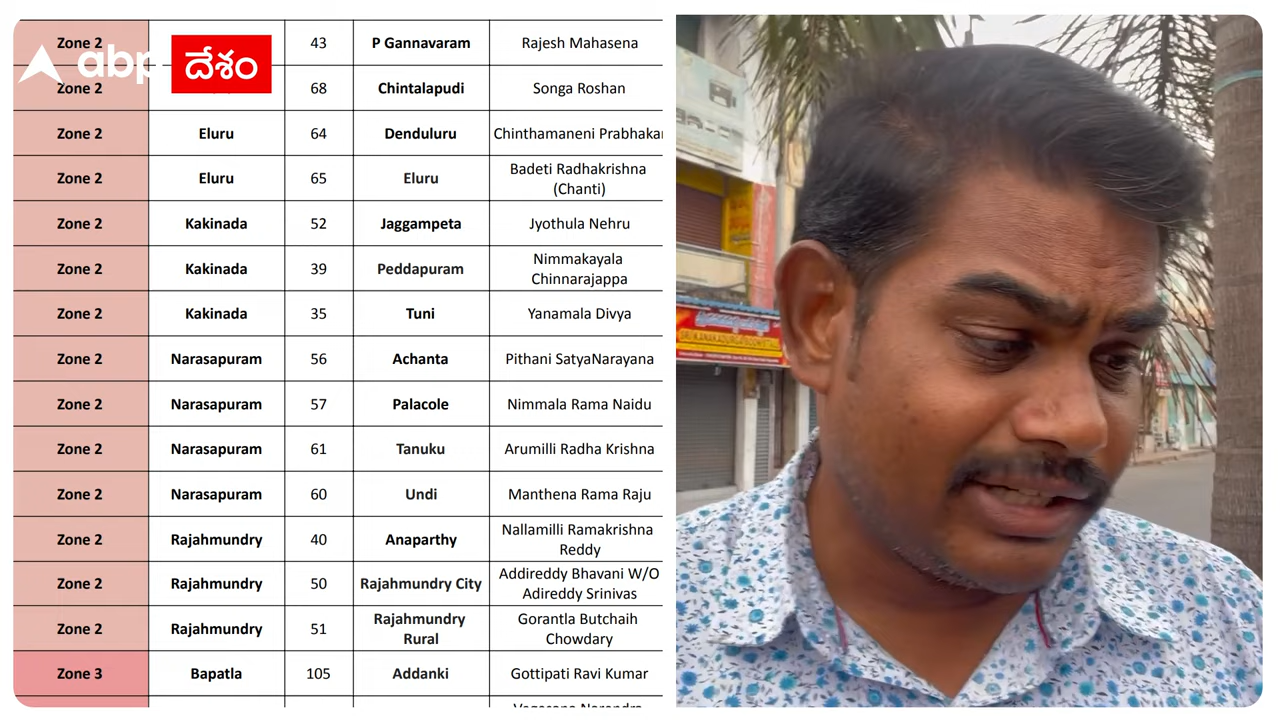 Zone 2 43 P Gannavaram Rajesh Mahasena
abp దేశం
Zone 2 68 Chintalapudi Songa Roshan
Zone 2 Eluru 64 Denduluru Chinthamaneni Prabhakar
Zone 2 Eluru 65 Eluru Badeti Radhakrishna
(Chanti)
Zone 2 Kakinada 52 Jaggampeta Jyothula Nehru
Zone 2 Kakinada 39 Peddapuram Nimmakayala
Chinnarajappa
Zone 2 Kakinada 35 Tuni Yanamala Divya
Zone 2 Narasapuram 56 Achanta Pithani SatyaNarayana
Zone 2 Narasapuram 57 Palacole Nimmala Rama Naidu
Zone 2 Narasapuram 61 Tanuku Arumilli Radha Krishna
Zone 2 Narasapuram 60 Undi Manthena Rama Raju
Zone 2 Rajahmundry 40 Anaparthy Nallamilli Ramakrishna
Reddy
Zone 2 Rajahmundry 50 Rajahmundry City Addireddy Bhavani W/O
Adireddy Srinivas
Zone 2 Rajahmundry 51 Rajahmundry
Rural Gorantla Butchaih
Chowdary
Zone 3 Bapatla 105 Addanki Gottipati Ravi Kumar